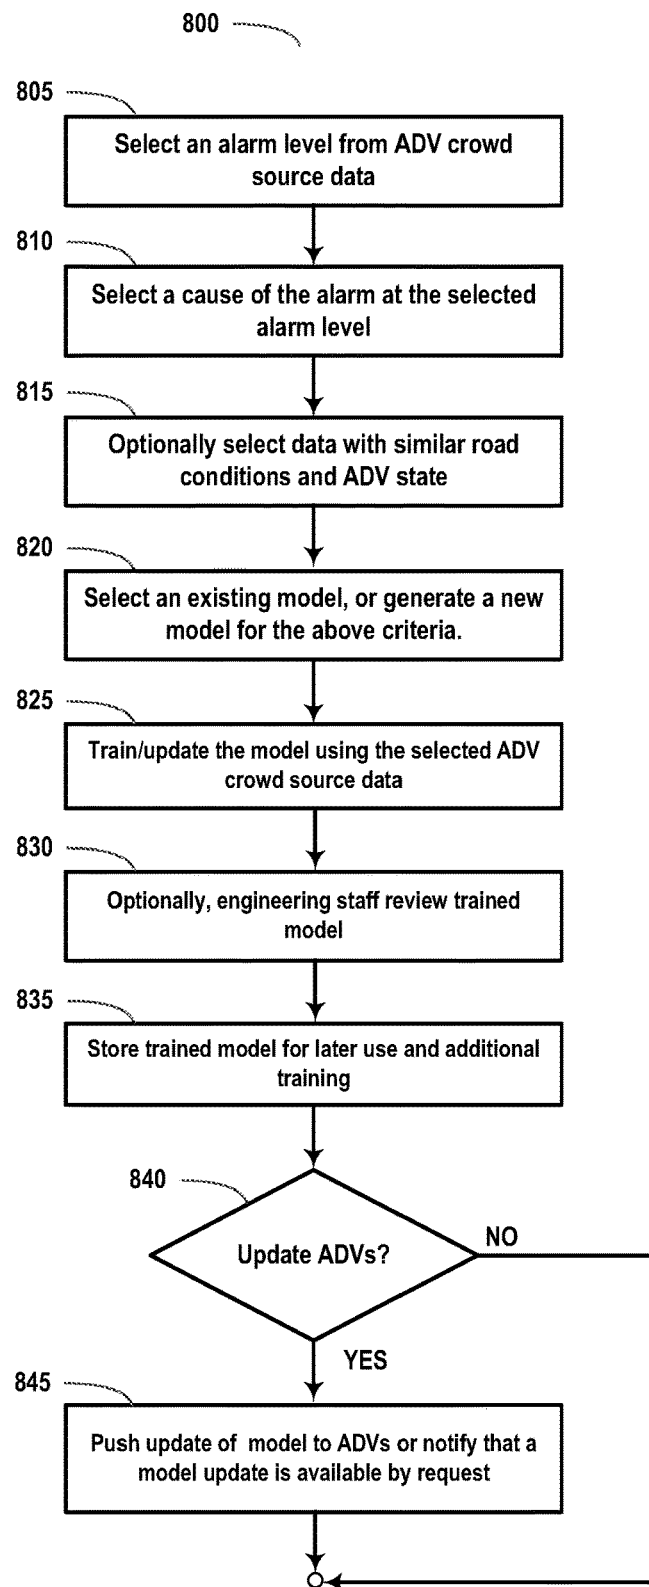 800
805
Select an alarm level from ADV crowd
source data
810
Select a cause of the alarm at the selected
alarm level
815
Optionally select data with similar road
conditions and ADV state
820
Select an existing model, or generate a new
model for the above criteria.
825
Train/update the model using the selected ADV
crowd source data
830
Optionally, engineering staff review trained
model
835
Store trained model for later use and additional
training
840
Update ADVs?
NO
YES
845
Push update of model to ADVs or notify that a
model update is available by request